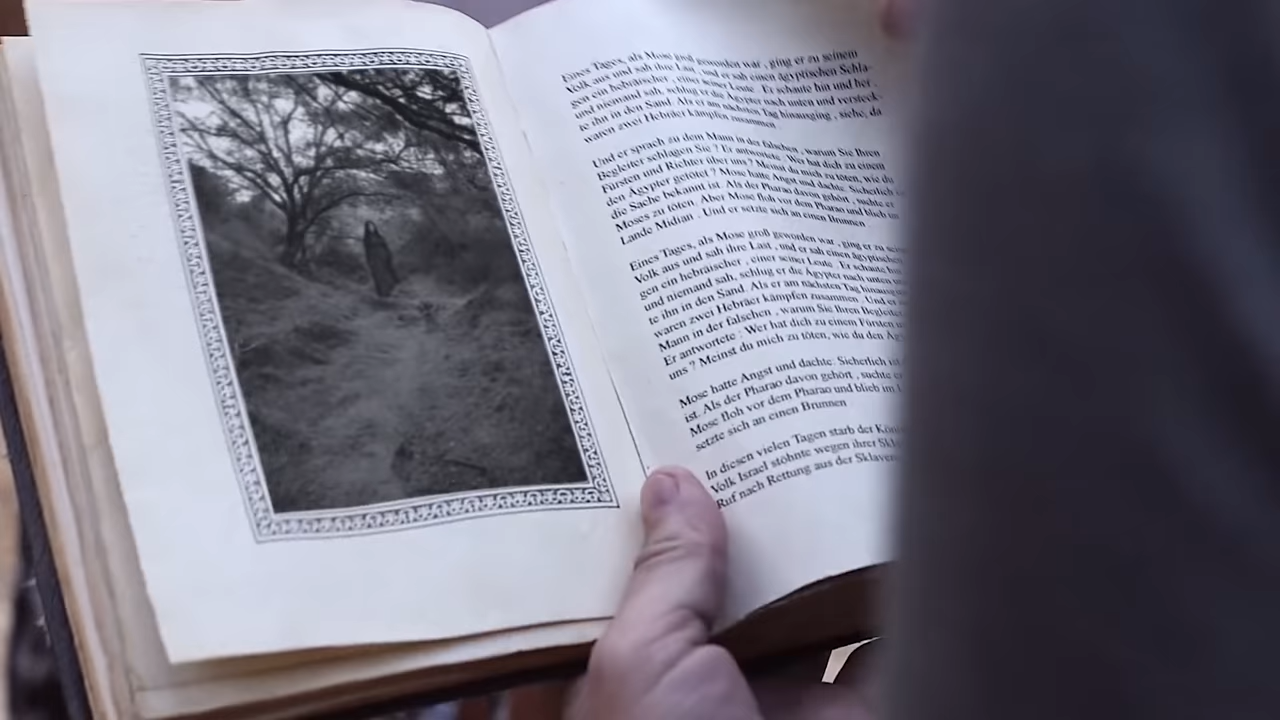 Eines Tages, als Mose groß geworden war , ging er zu seinem
Volk aus und sah ihre Last , und er sah einen ägyptischen Schla-
gen ein hebräischer , einer seiner Leute . Er schaute hin und her .
und niemand sah, schlug er die Ägypter nach unten und versteck-
te ihn in den Sand. Als er am nächsten Tag hinausging , siehe, da
waren zwei Hebräer kämpfen zusammen
Und er sprach zu dem Mann in der falschen , warum Sie Ihren
Begleiter schlagen Sie ? Er antwortete : Wer hat dich zu einem
Fürsten und Richter über uns ? Meinst du mich zu töten, wie du
den Ägypter getötet ? Mose hatte Angst und dachte: Sicherlich
die Sache bekannt ist. Als der Pharao davon gehört , suchte er
Moses zu töten. Aber Mose floh vor dem Pharao und blieb im
Lande Midian . Und er setzte sich an einen Brunnen
Eines Tages, als Mose groß geworden war , ging er zu
Volk aus und sah ihre Last , und er sah einen ägyptischen
gen ein hebräischer , einer seiner Leute . Er schaute
und niemand sah, schlug er die Ägypter nach unten
te ihn in den Sand. Als er am nächsten Tag
waren zwei Hebräer kämpfen zusammen. Und er
Mann in der falschen , warum Sie Ihren Begleiter
Er antwortete : Wer hat dich zu einem Fürsten
uns ? Meinst du mich zu töten, wie du den
Mose hatte Angst und dachte: Sicherlich
ist. Als der Pharao davon gehört , suchte
Mose floh vor dem Pharao und blieb im
setzte sich an einen Brunnen
In diesen vielen Tagen starb der
Volk Israel stöhnte wegen ihrer
Ruf nach Rettung aus der Sklaven